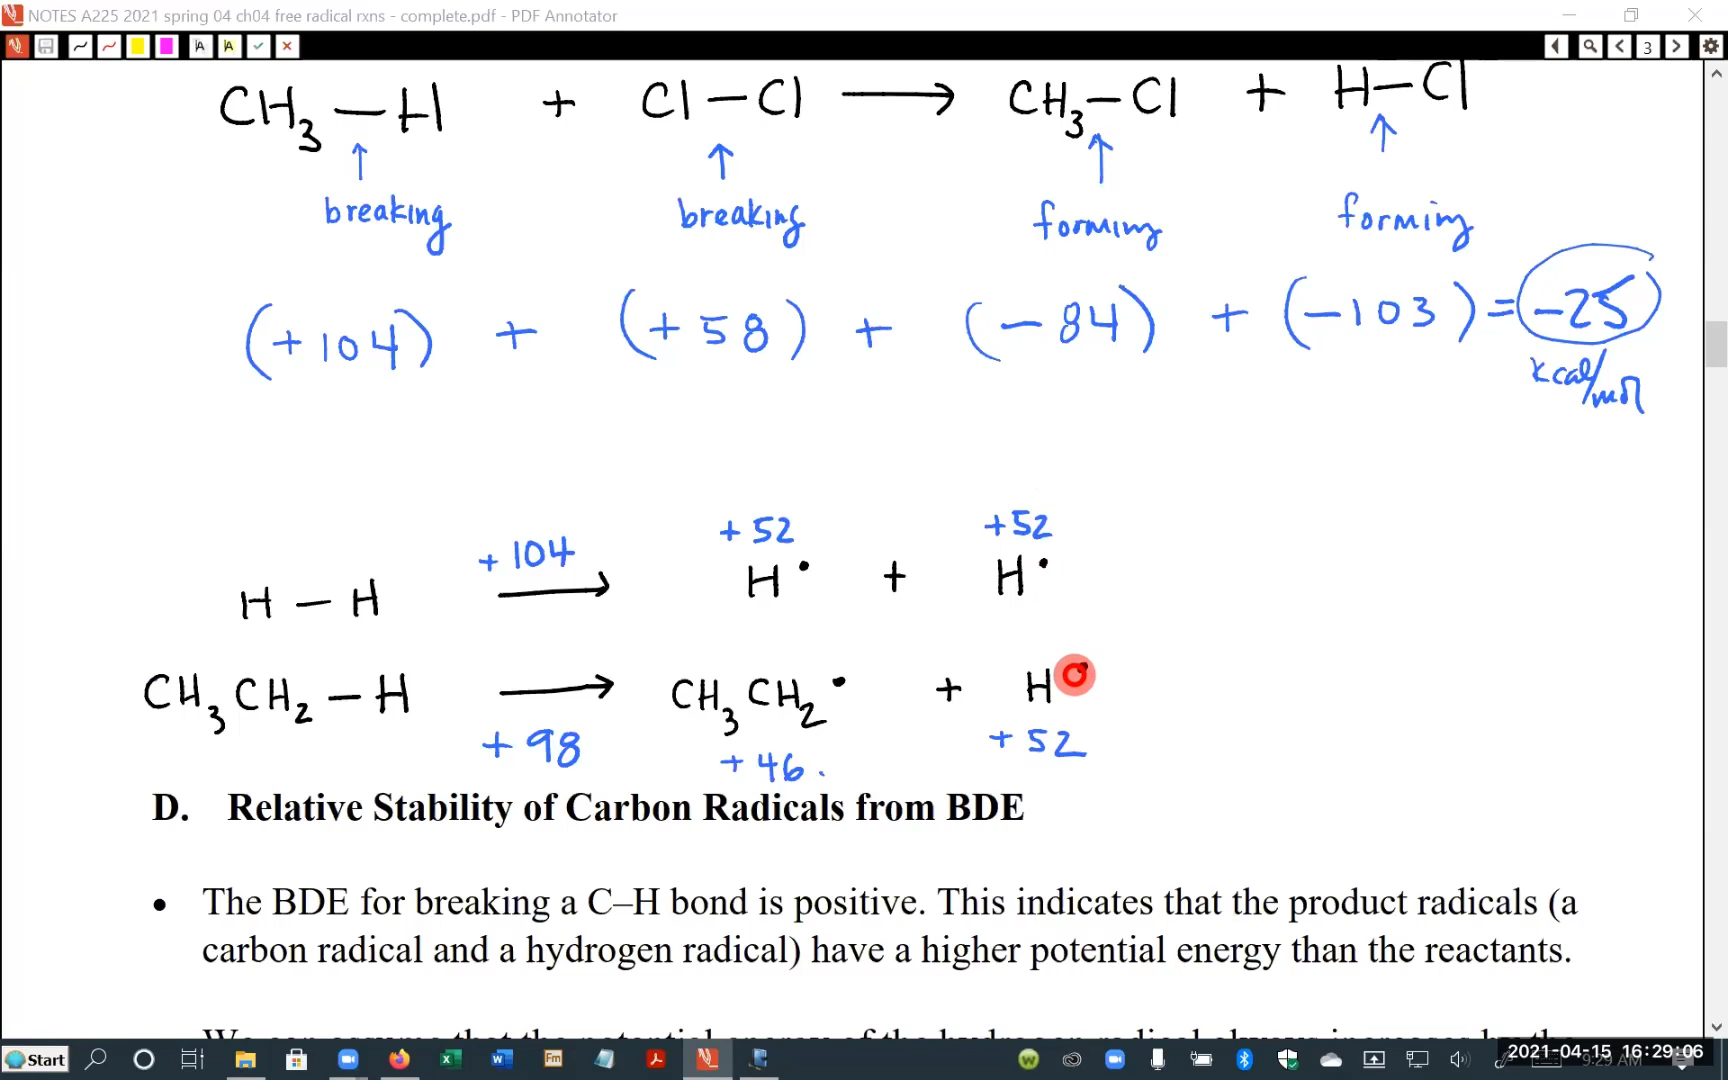 NOTES A225 2021 spring 04 ch04 free radical rxns - complete.pdf - PDF Annotator
3
CH₃ — H + Cl — Cl ⟶ CH₃ — Cl + H — Cl
↑ ↑ ↑ ↑
breaking breaking forming forming
(+104) + (+58) + (−84) + (−103) = −25
kcal/mol
+104 +52 +52
H — H ⟶ H• + H•
CH₃CH₂ — H ⟶ CH₃CH₂• + H•
+98 +46. +52
D. Relative Stability of Carbon Radicals from BDE
• The BDE for breaking a C–H bond is positive. This indicates that the product radicals (a
carbon radical and a hydrogen radical) have a higher potential energy than the reactants.
Start
2021-04-15 16:29:06
9:29 AM